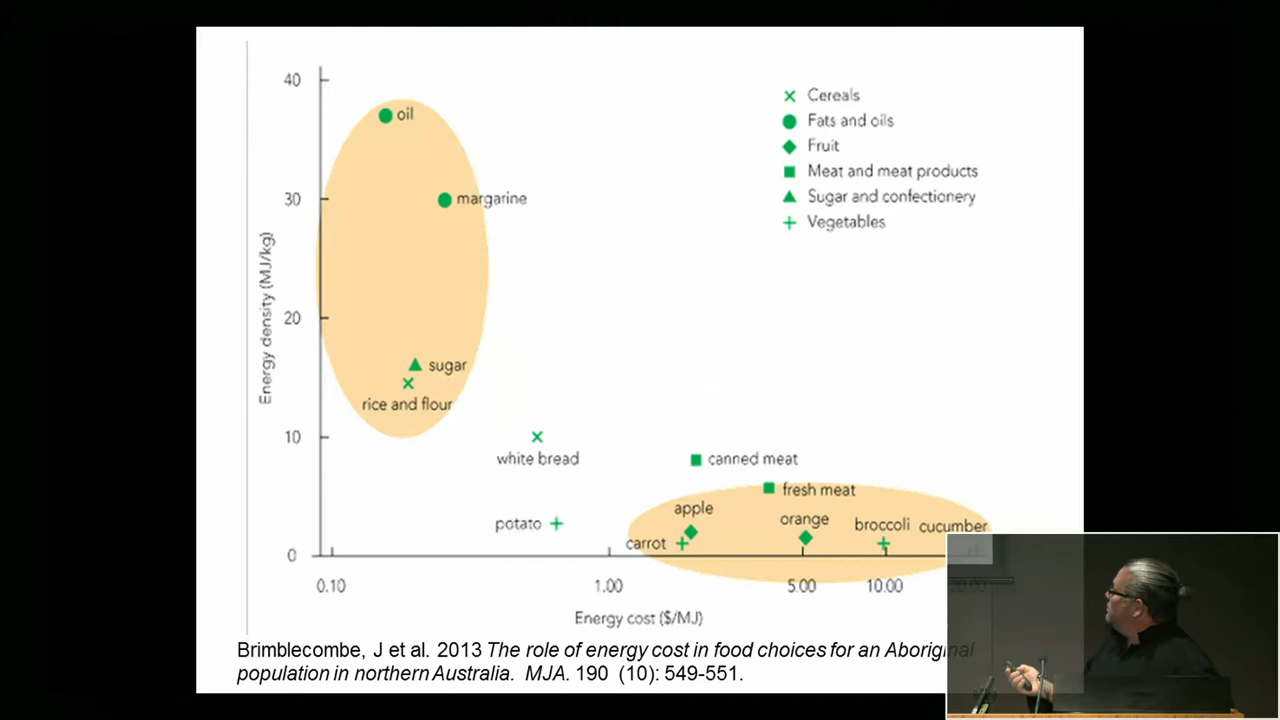 40
30
20
10
0
Energy density (MJ/kg)
oil
margarine
sugar
rice and flour
white bread
potato
canned meat
fresh meat
apple
carrot
orange
broccoli
cucumber
Cereals
Fats and oils
Fruit
Meat and meat products
Sugar and confectionery
Vegetables
0.10
1.00
5.00
10.00
20.00
Energy cost ($/MJ)
Brimblecombe, J et al. 2013 The role of energy cost in food choices for an Aboriginal
population in northern Australia. MJA. 190 (10): 549-551.